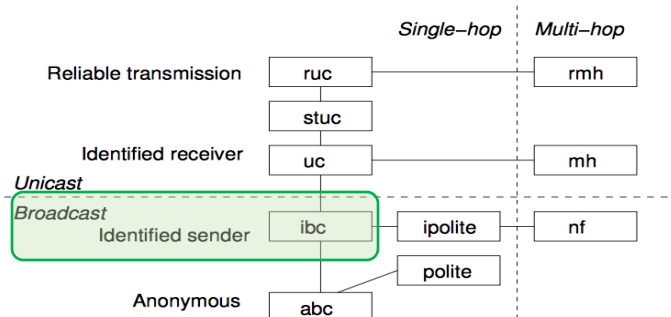 Single-hop Multi-hop
Reliable transmission ruc rmh
stuc
Identified receiver uc mh
Unicast
Broadcast
Identified sender ibc ipolite nf
polite
Anonymous abc